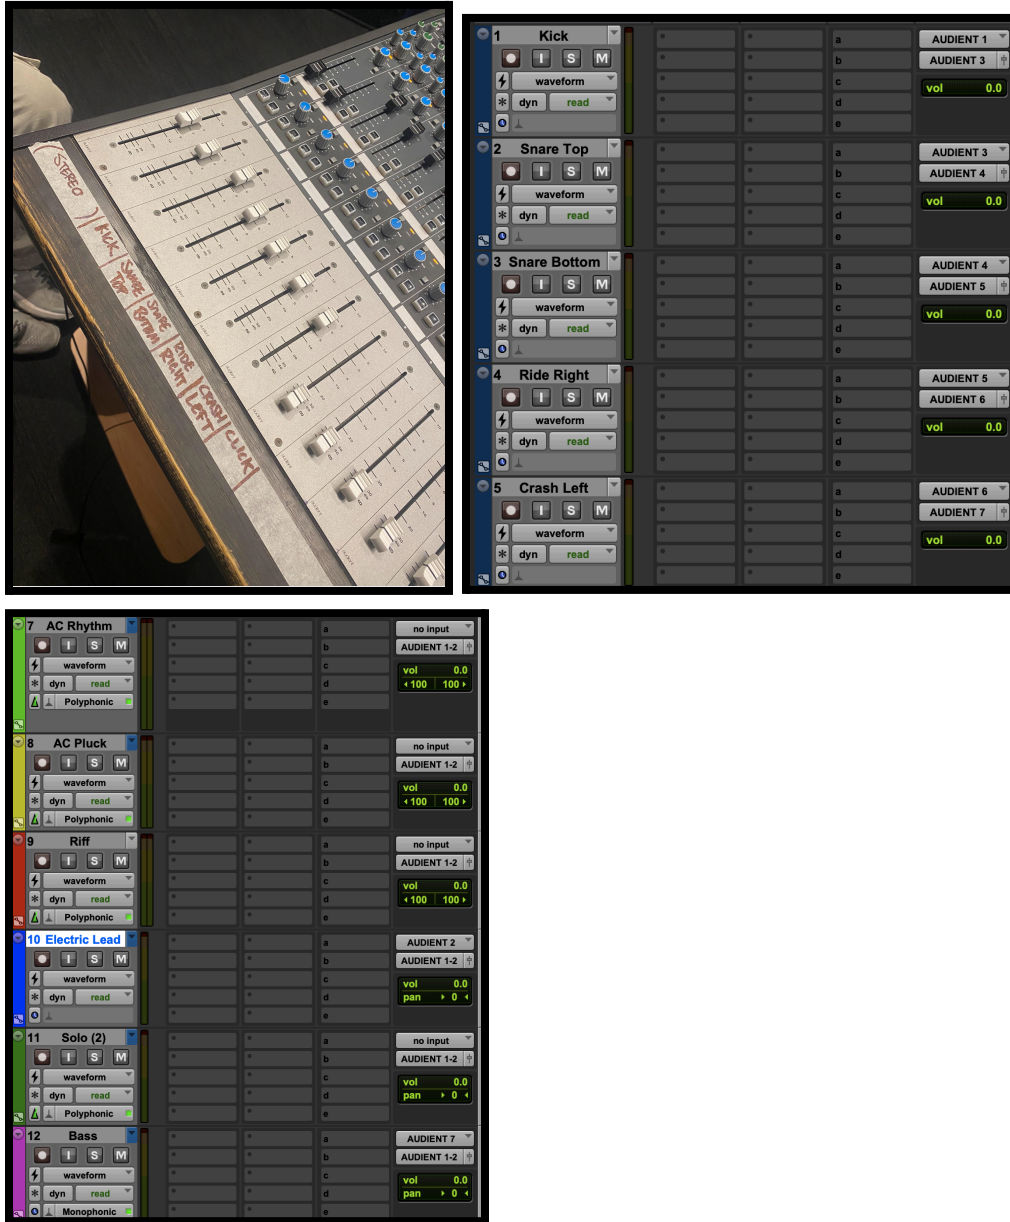 (STEREO )
KICK
SNARE TOP
SNARE BOTTOM
RIDE RIGHT
CRASH LEFT
CLICK
1 Kick
I S M
waveform
dyn read
a
b
c
d
e
AUDIENT 1
AUDIENT 3
vol 0.0
2 Snare Top
I S M
waveform
dyn read
a
b
c
d
e
AUDIENT 3
AUDIENT 4
vol 0.0
3 Snare Bottom
I S M
waveform
dyn read
a
b
c
d
e
AUDIENT 4
AUDIENT 5
vol 0.0
4 Ride Right
I S M
waveform
dyn read
a
b
c
d
e
AUDIENT 5
AUDIENT 6
vol 0.0
5 Crash Left
I S M
waveform
dyn read
a
b
c
d
e
AUDIENT 6
AUDIENT 7
vol 0.0
7 AC Rhythm
I S M
waveform
dyn read
Polyphonic
a
b
c
d
e
no input
AUDIENT 1-2
vol 0.0
100 100
8 AC Pluck
I S M
waveform
dyn read
Polyphonic
a
b
c
d
e
no input
AUDIENT 1-2
vol 0.0
100 100
9 Riff
I S M
waveform
dyn read
Polyphonic
a
b
c
d
e
no input
AUDIENT 1-2
vol 0.0
100 100
10 Electric Lead
I S M
waveform
dyn read
a
b
c
d
e
AUDIENT 2
AUDIENT 1-2
vol 0.0
pan 0
11 Solo (2)
I S M
waveform
dyn read
Polyphonic
a
b
c
d
e
no input
AUDIENT 1-2
vol 0.0
pan 0
12 Bass
I S M
waveform
dyn read
Monophonic
a
b
c
d
e
AUDIENT 7
AUDIENT 1-2
vol 0.0
pan 0